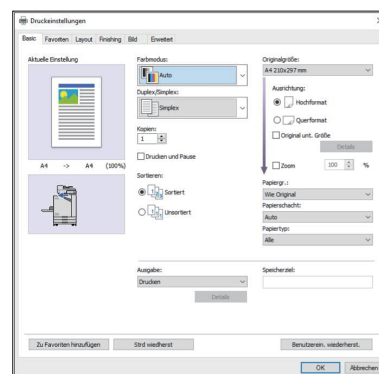 Druckeinstellungen
Basic Favoriten Layout Finishing Bild Erweitert
Aktuelle Einstellung
A4 -> A4 (100%)
Farbmodus:
Auto
Duplex/Simplex:
Simplex
Kopien:
1
Drucken und Pause
Sortieren:
Sortiert
Unsortiert
Originalgröße:
A4 210x297 mm
Ausrichtung:
Hochformat
Querformat
Original unt. Größe
Details
Zoom 100 %
Papiergr.:
Wie Original
Papierschacht:
Auto
Papiertyp:
Alle
Ausgabe:
Drucken
Details
Speicherziel:
Zu Favoriten hinzufügen Strd wiedherst Benutzerein. wiederherst.
OK Abbrechen